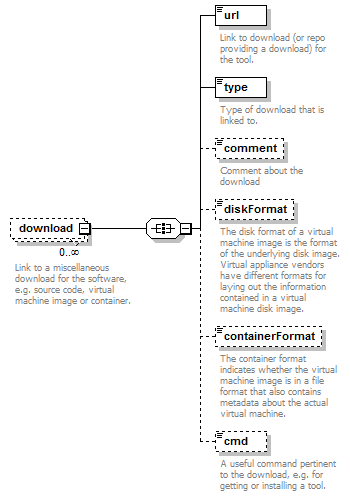 url
Link to download (or repo
providing a download) for
the tool.
type
Type of download that is
linked to.
comment
Comment about the
download
download
0..∞
Link to a miscellaneous
download for the software,
e.g. source code, virtual
machine image or container.
diskFormat
The disk format of a virtual
machine image is the format
of the underlying disk image.
Virtual appliance vendors
have different formats for
laying out the information
contained in a virtual
machine disk image.
containerFormat
The container format
indicates whether the virtual
machine image is in a file
format that also contains
metadata about the actual
virtual machine.
cmd
A useful command pertinent
to the download, e.g. for
getting or installing a tool.